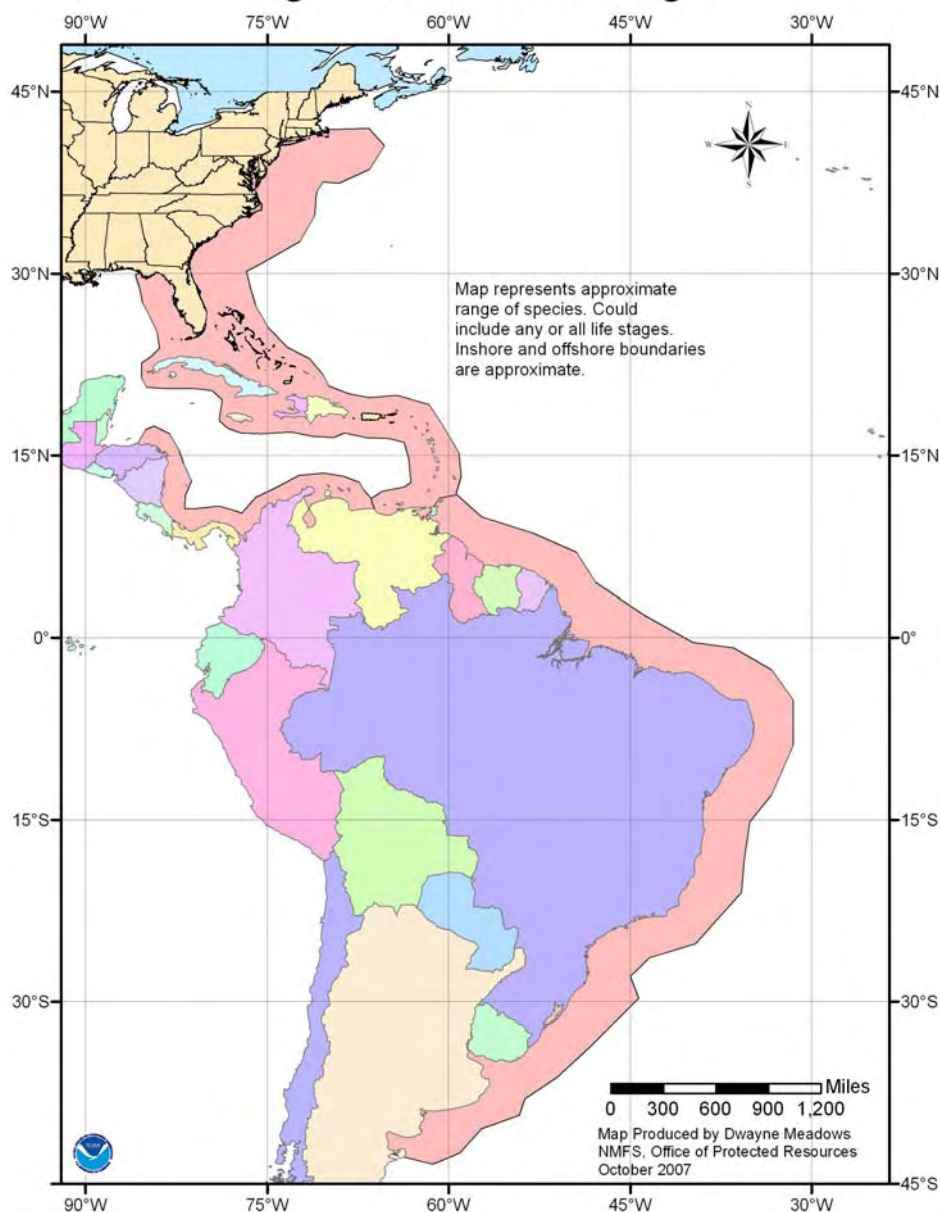 90°W 75°W 60°W 45°W 30°W
45°N 45°N
N
W E
S
30°N 30°N
Map represents approximate
range of species. Could
include any or all life stages.
Inshore and offshore boundaries
are approximate.
15°N 15°N
0° 0°
15°S 15°S
30°S 30°S
Miles
0 300 600 900 1,200
Map Produced by Dwayne Meadows
NMFS, Office of Protected Resources
October 2007
45°S 45°S
90°W 75°W 60°W 45°W 30°W